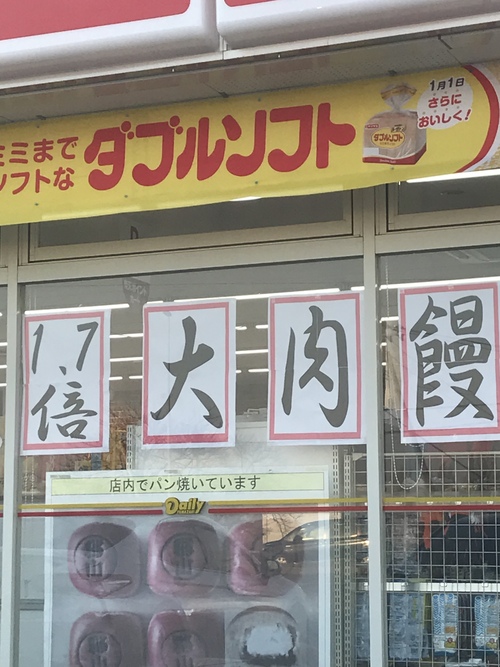 ミミまで
ソフトな
ダブルソフト
1月1日
さらに
おいしく!
ダブルソフト
1.7倍
大
肉
饅
店内でパン焼いています
Daily